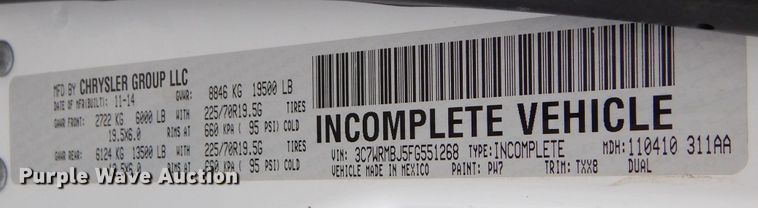 MFD BY CHRYSLER GROUP LLC
DATE OF MFR(BUILT): 11-14 GVWR: 8846 KG 19500 LB
GAWR FRONT: 2722 KG 6000 LB WITH 225/70R19.5G TIRES
19.5X6.0 RIMS AT 660 KPA ( 95 PSI) COLD
GAWR REAR: 6124 KG 13500 LB WITH 225/70R19.5G TIRES
19.5X6.0 RIMS AT 660 KPA ( 95 PSI) COLD
INCOMPLETE VEHICLE
VIN: 3C7WRMBJ5FG551268 TYPE: INCOMPLETE MDH: 110410 311AA
VEHICLE MADE IN MEXICO PAINT: PW7 TRIM: TXX8 DUAL
Purple Wave Auction